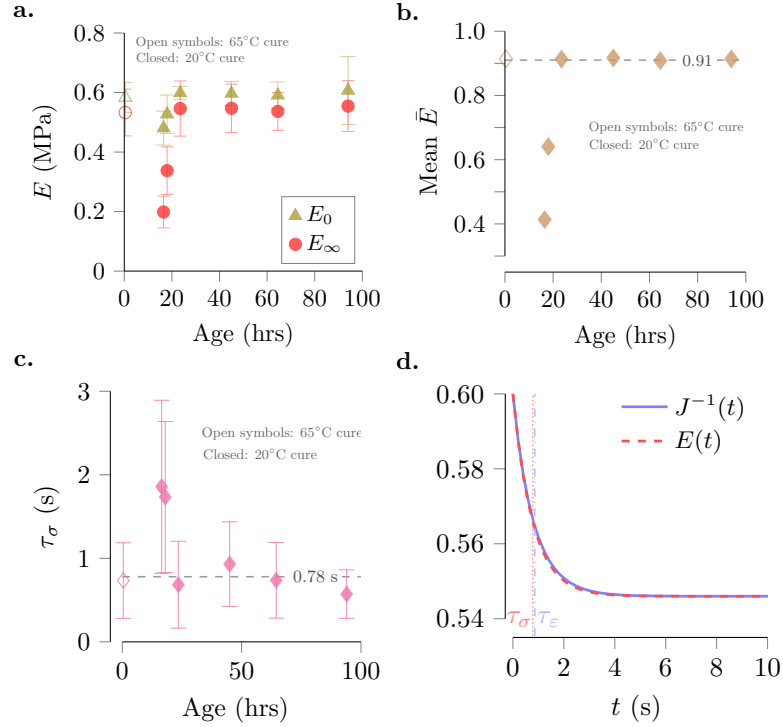 a.
Open symbols: 65°C cure
Closed: 20°C cure
0.8
0.6
0.4
0.2
0
E (MPa)
E₀
E∞
0 20 40 60 80 100
Age (hrs)
b.
1.0
0.8
0.6
0.4
Mean Ē
0.91
Open symbols: 65°C cure
Closed: 20°C cure
0 20 40 60 80 100
Age (hrs)
c.
Open symbols: 65°C cure
Closed: 20°C cure
3
2
1
0
τσ (s)
0.78 s
0 50 100
Age (hrs)
d.
0.60
0.58
0.56
0.54
J⁻¹(t)
E(t)
τσ
τε
0 2 4 6 8 10
t (s)